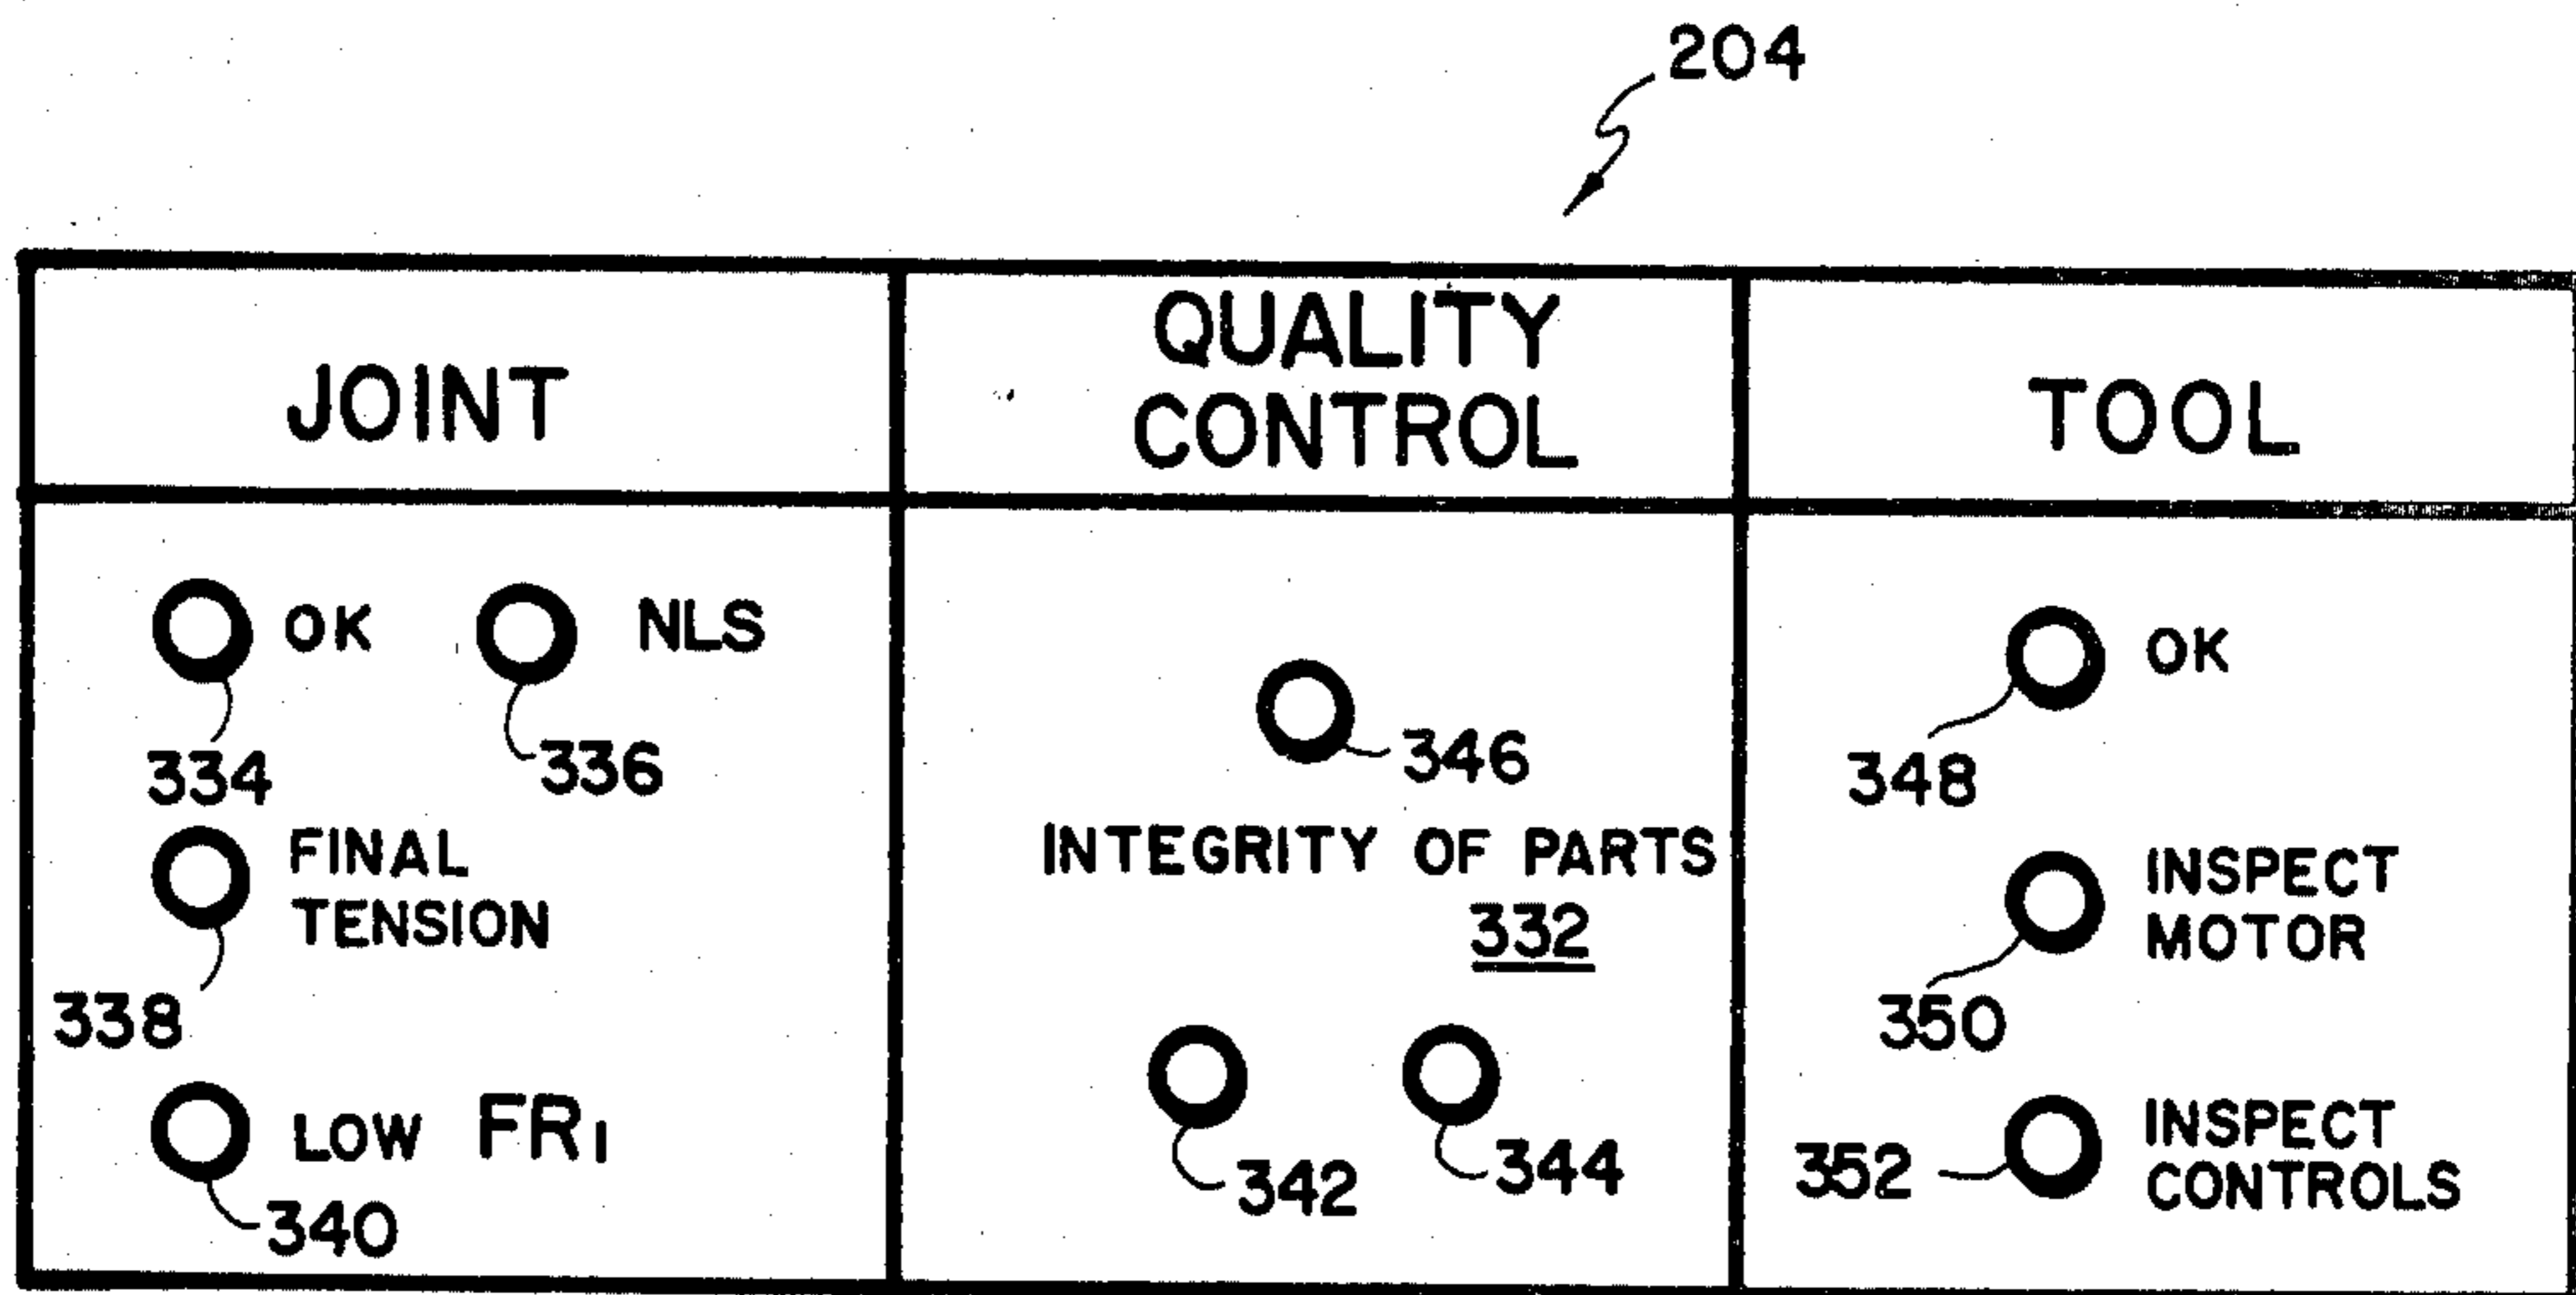 204
JOINT
QUALITY
CONTROL
TOOL
OK
NLS
334
336
FINAL
TENSION
338
LOW FR₁
340
346
INTEGRITY OF PARTS
332
342
344
OK
348
INSPECT
MOTOR
350
INSPECT
CONTROLS
352